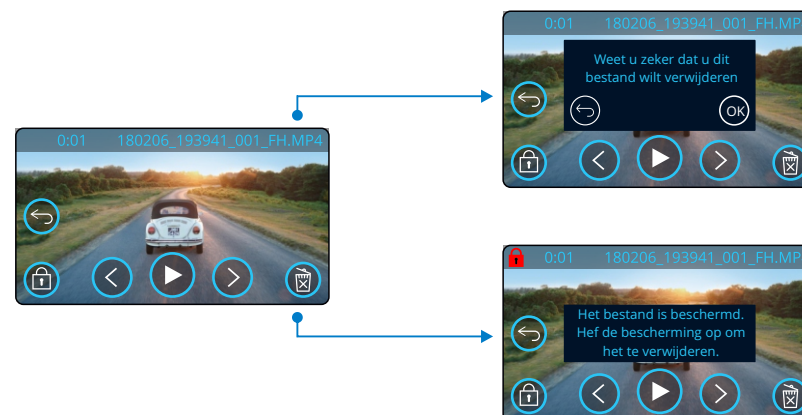 0:01 180206_193941_001_FH.MP4
0:01 180206_193941_001_FH.MP
Weet u zeker dat u dit
bestand wilt verwijderen
OK
0:01 180206_193941_001_FH.MP
Het bestand is beschermd.
Hef de bescherming op om
het te verwijderen.